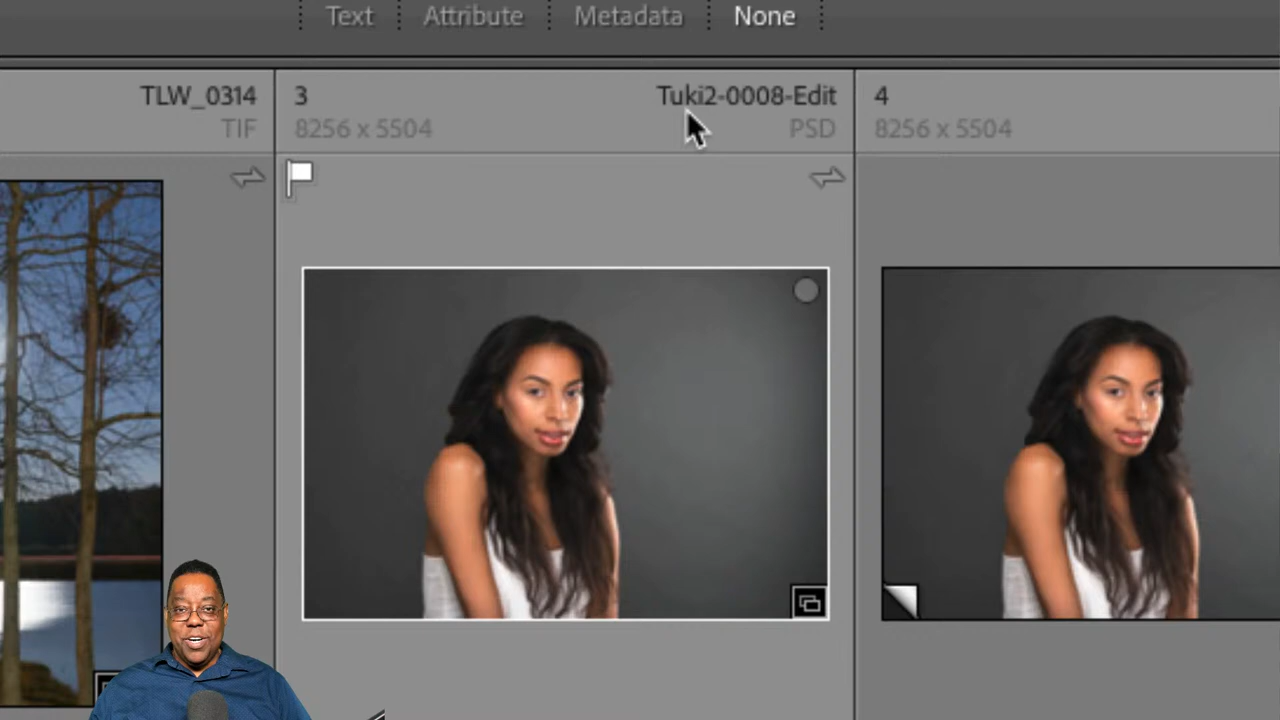 Text Attribute Metadata None
TLW_0314
TIF
3 Tuki2-0008-Edit
8256 x 5504 PSD
4
8256 x 5504